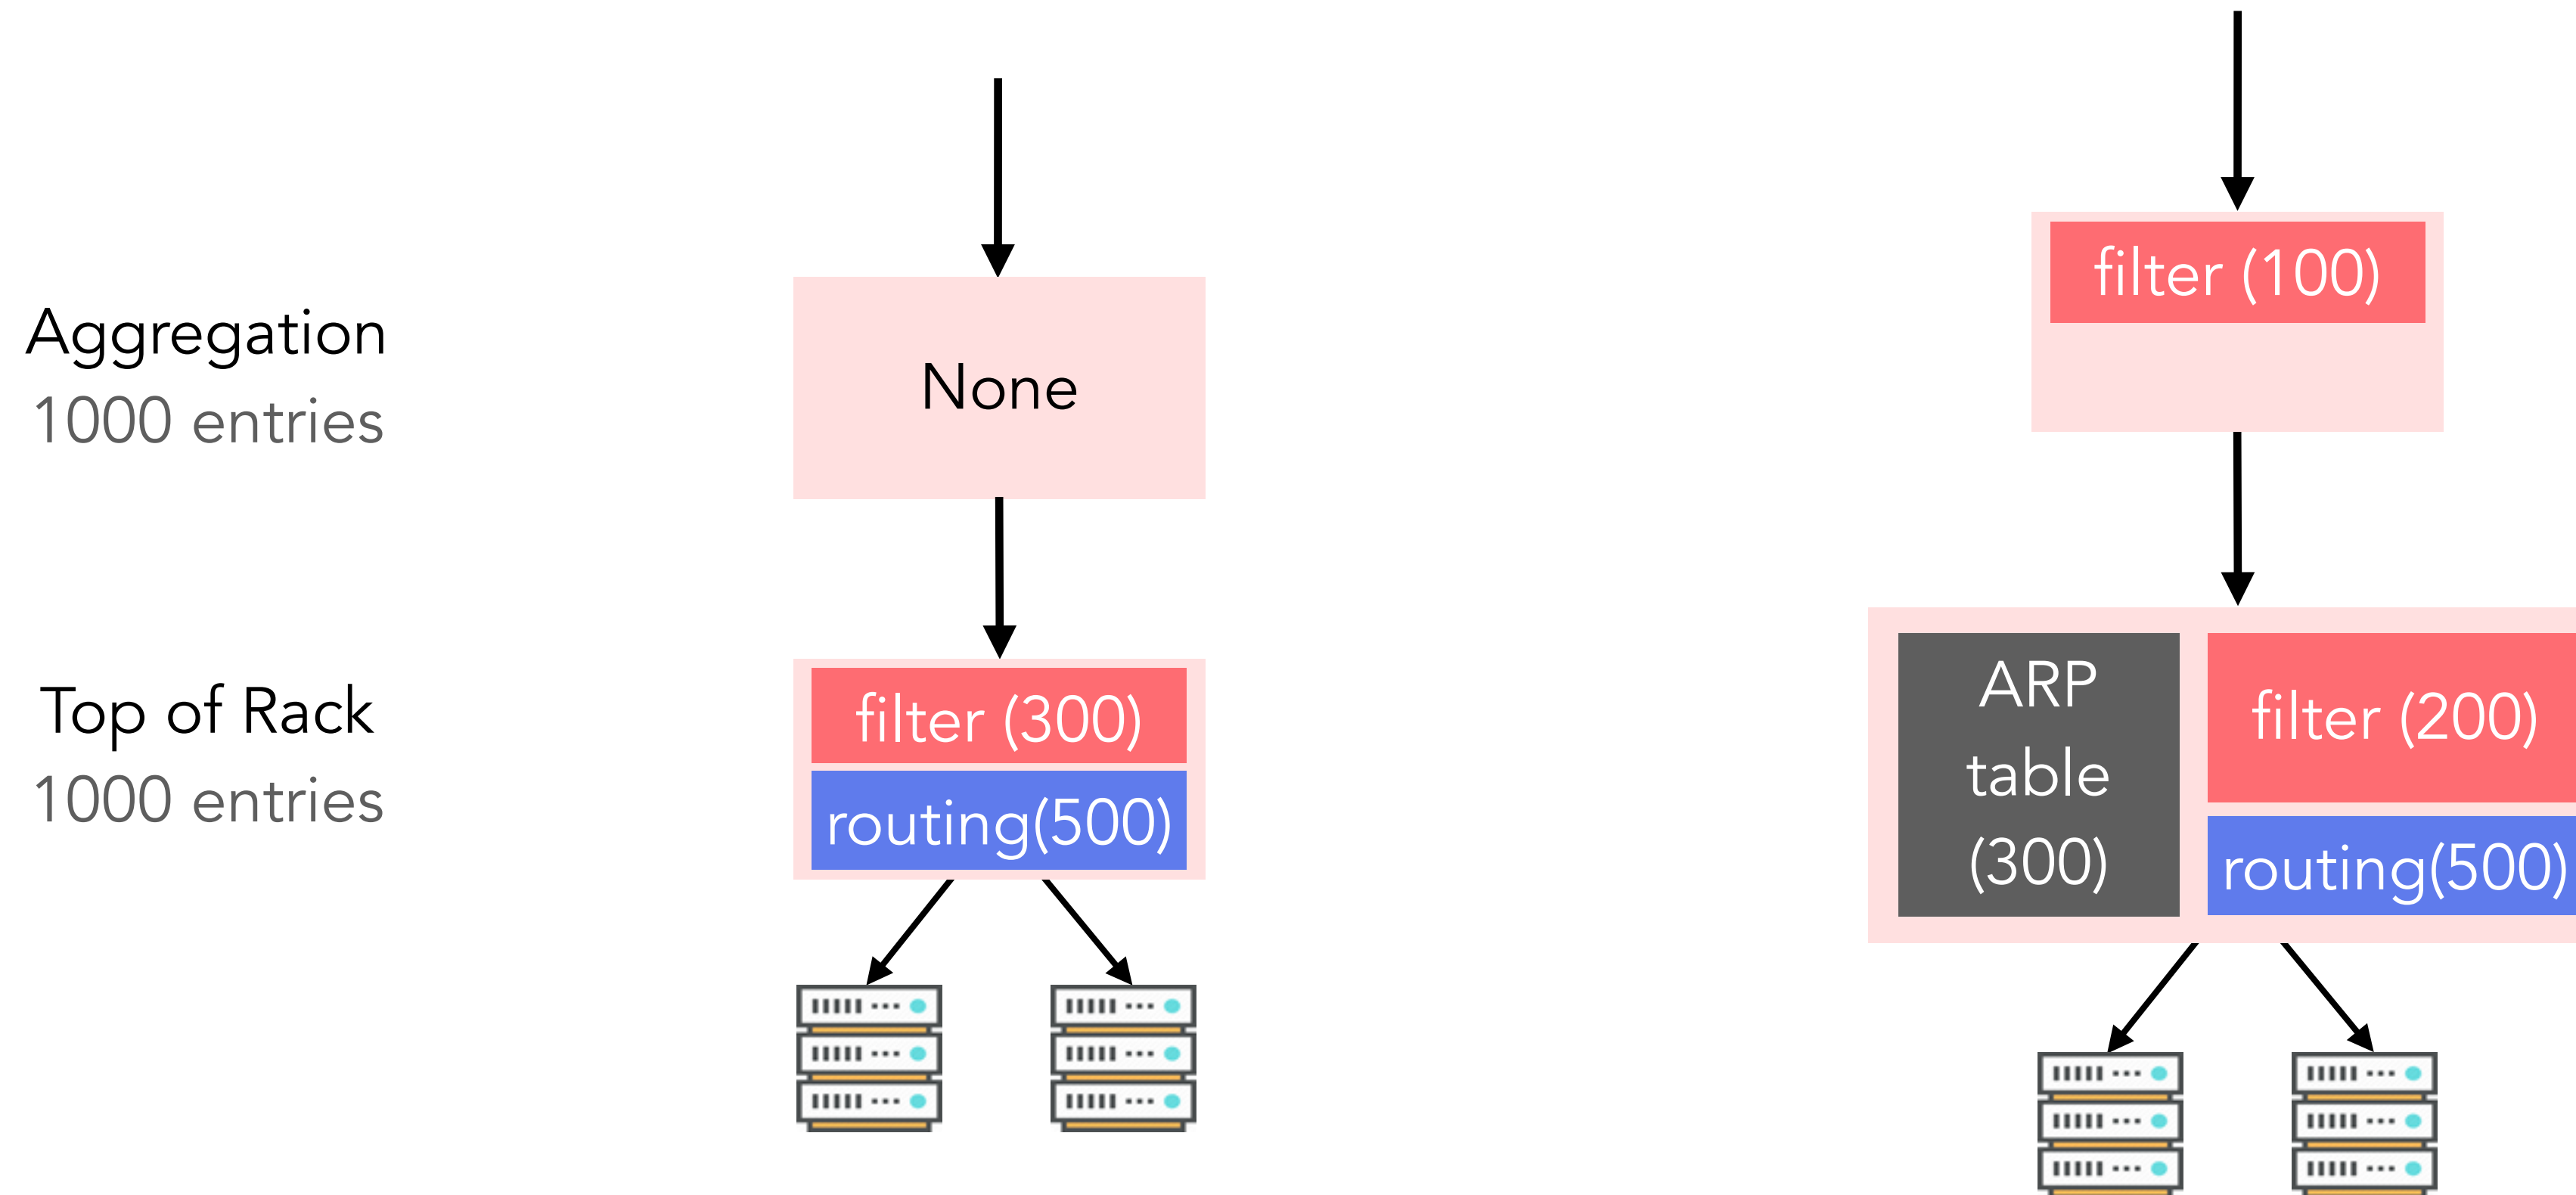 Aggregation
1000 entries
Top of Rack
1000 entries
None
filter (300)
routing(500)
filter (100)
ARP
table
(300)
filter (200)
routing(500)